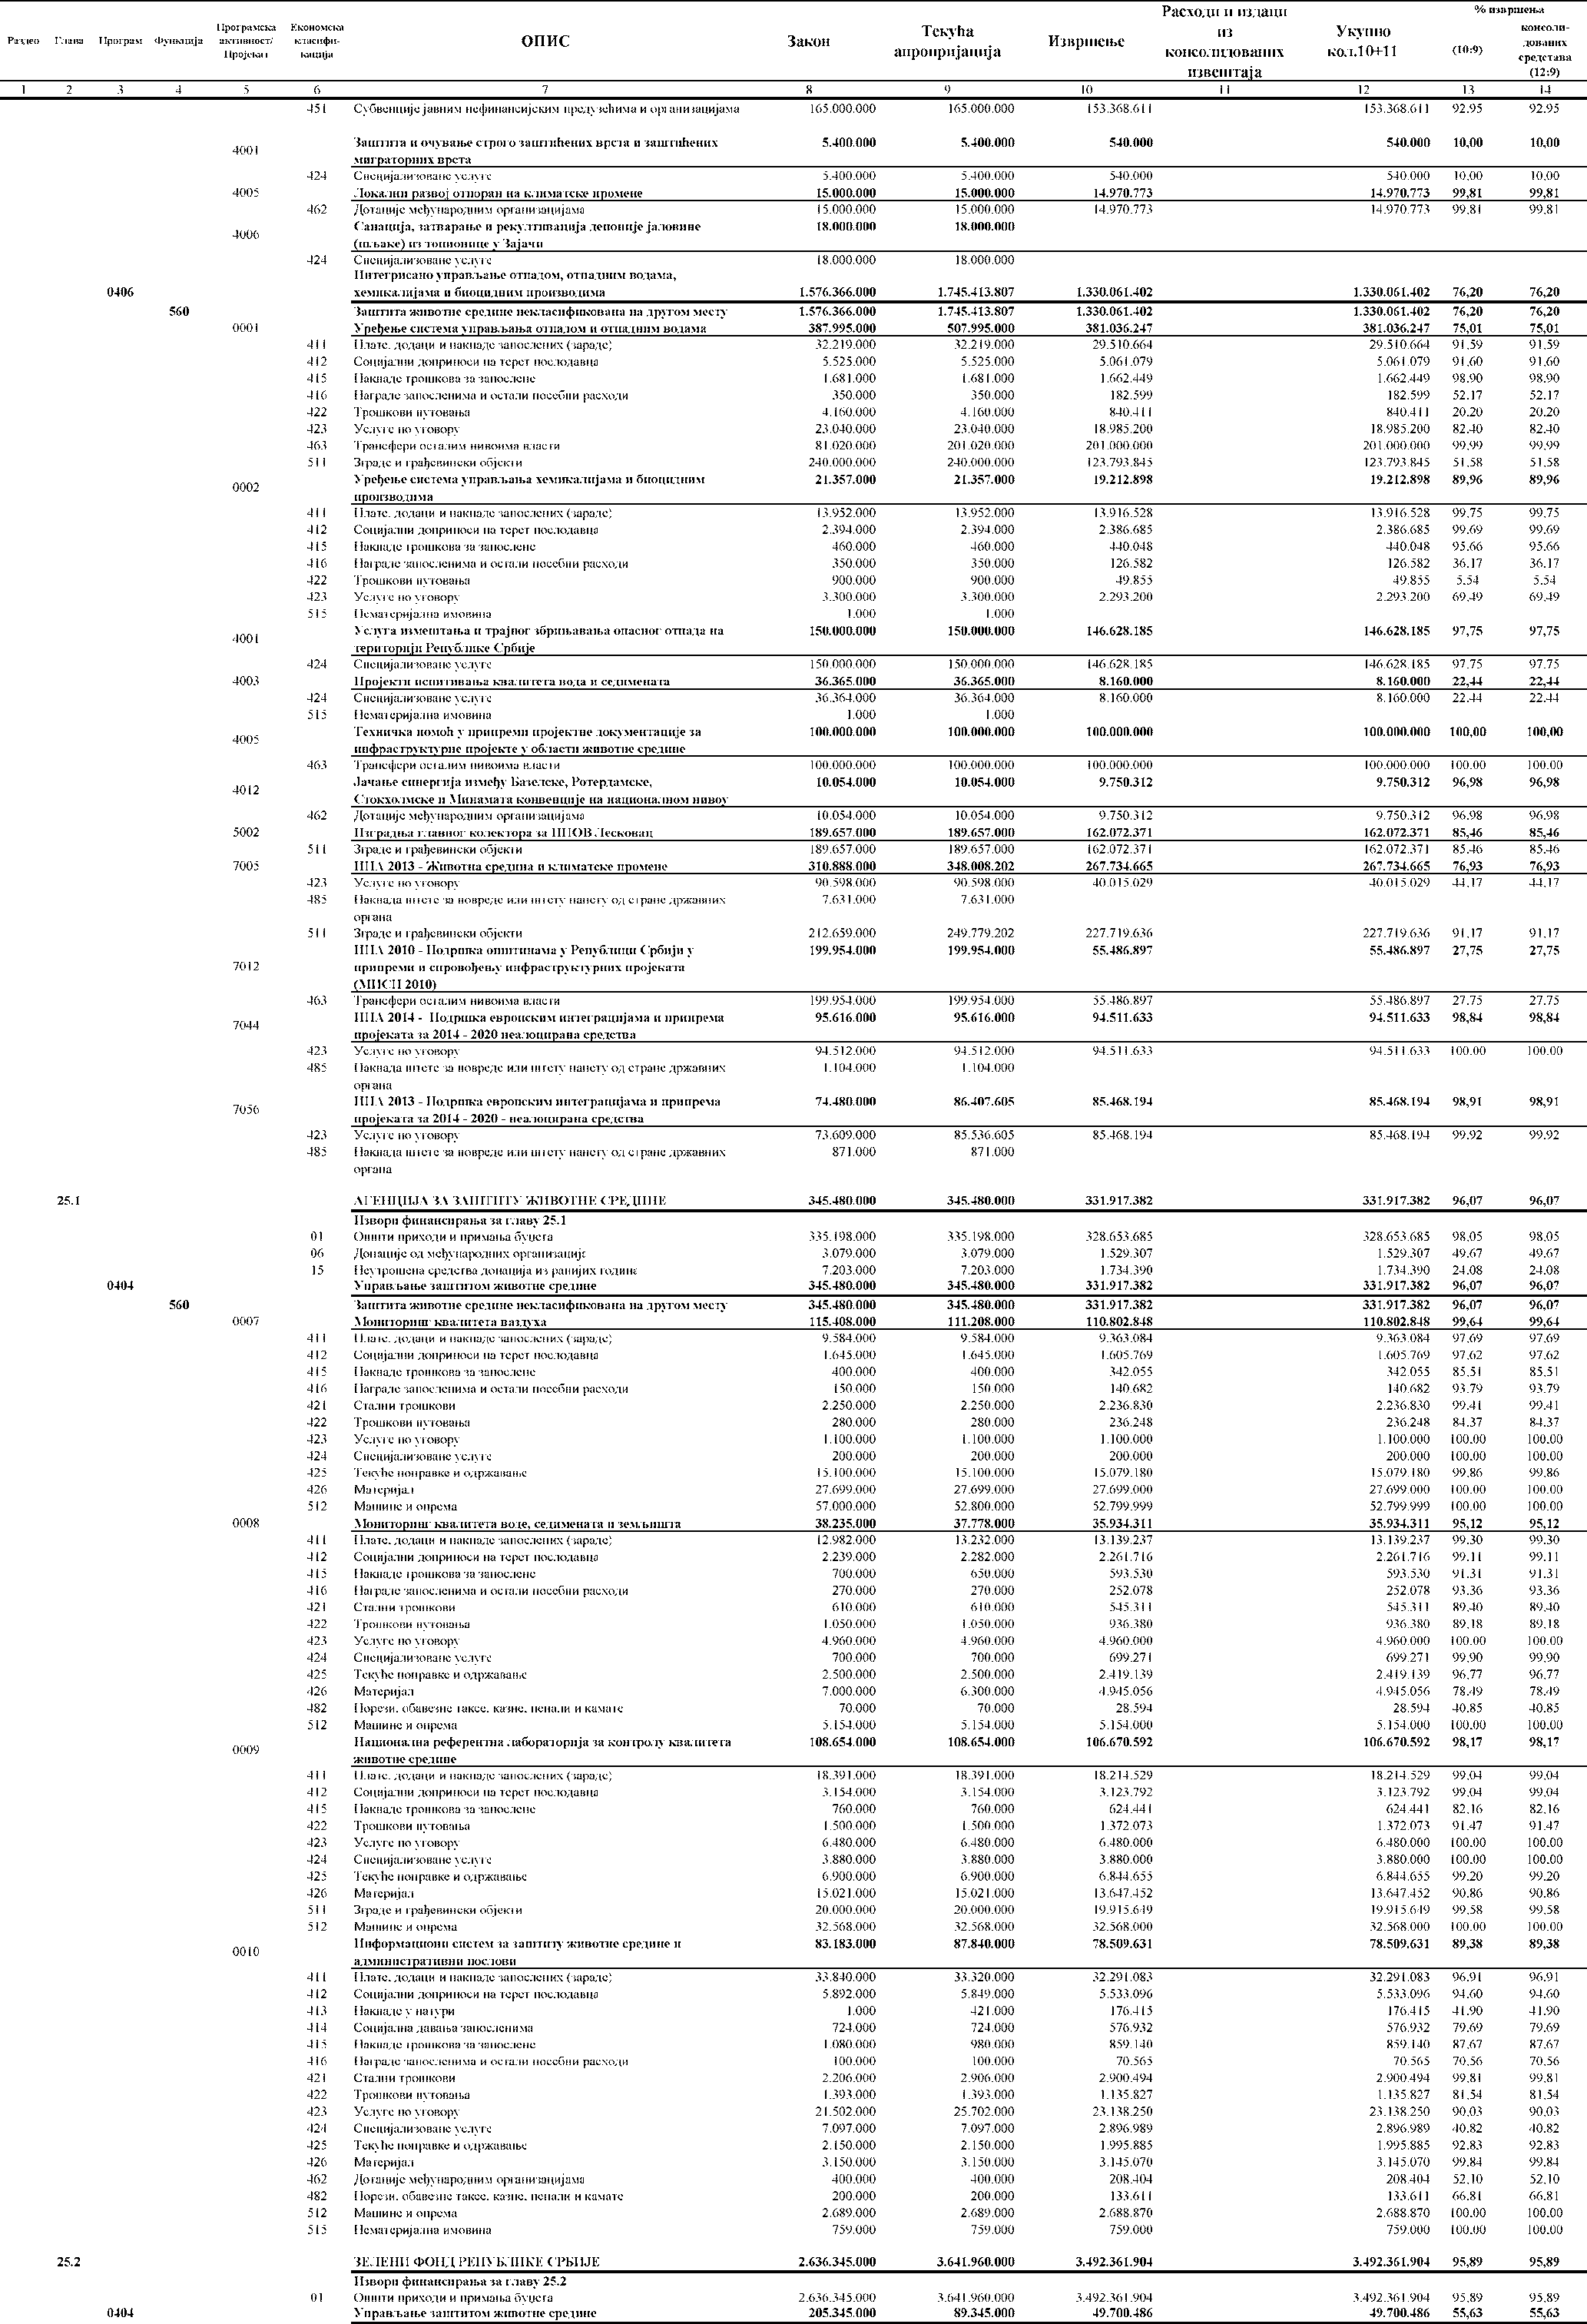 Раздео Глава Програм Функција Програмска активност/ Пројекат Економска класифи-кација ОПИС Закон Текућа апропријација Извршење Расходи и издаци из консолидованих извештаја Укупно кол.10+11 % извршења (10:9) консоли-дованих средстава (12:9)
1 2 3 4 5 6 7 8 9 10 11 12 13 14
451 Субвенције јавним нефинансијским предузећима и организацијама 165.000.000 165.000.000 153.368.611 153.368.611 92,95 92,95
4001 Заштита и очување строго заштићених врста и заштићених 5.400.000 5.400.000 540.000 540.000 10,00 10,00
миграторних врста
424 Специјализоване услуге 5.400.000 5.400.000 540.000 540.000 10,00 10,00
4005 Локални развој отпоран на климатске промене 15.000.000 15.000.000 14.970.773 14.970.773 99,81 99,81
462 Дотације међународним организацијама 15.000.000 15.000.000 14.970.773 14.970.773 99,81 99,81
4006 Санација, затварање и рекултивација депоније јаловине 18.000.000 18.000.000
(шљаке) из топионице у Зајачи
424 Специјализоване услуге 18.000.000 18.000.000
Интегрисано управљање отпадом, отпадним водама,
0406 хемикалијама и биоцидним производима 1.576.366.000 1.745.413.807 1.330.061.402 1.330.061.402 76,20 76,20
560 Заштита животне средине некласификована на другом месту 1.576.366.000 1.745.413.807 1.330.061.402 1.330.061.402 76,20 76,20
0001 Уређење система управљања отпадом и отпадним водама 387.995.000 507.995.000 381.036.247 381.036.247 75,01 75,01
411 Плате, додаци и накнаде запослених (зараде) 32.219.000 32.219.000 29.510.664 29.510.664 91,59 91,59
412 Социјални доприноси на терет послодавца 5.525.000 5.525.000 5.061.079 5.061.079 91,60 91,60
415 Накнаде трошкова за запослене 1.681.000 1.681.000 1.662.449 1.662.449 98,90 98,90
416 Награде запосленима и остали посебни расходи 350.000 350.000 182.599 182.599 52,17 52,17
422 Трошкови путовања 4.160.000 4.160.000 840.411 840.411 20,20 20,20
423 Услуге по уговору 23.040.000 23.040.000 18.985.200 18.985.200 82,40 82,40
463 Трансфери осталим нивоима власти 81.020.000 201.020.000 201.000.000 201.000.000 99,99 99,99
511 Зграде и грађевински објекти 240.000.000 240.000.000 123.793.845 123.793.845 51,58 51,58
0002 Уређење система управљања хемикалијама и биоцидним 21.357.000 21.357.000 19.212.898 19.212.898 89,96 89,96
производима
411 Плате, додаци и накнаде запослених (зараде) 13.952.000 13.952.000 13.916.528 13.916.528 99,75 99,75
412 Социјални доприноси на терет послодавца 2.394.000 2.394.000 2.386.685 2.386.685 99,69 99,69
415 Накнаде трошкова за запослене 460.000 460.000 440.048 440.048 95,66 95,66
416 Награде запосленима и остали посебни расходи 350.000 350.000 126.582 126.582 36,17 36,17
422 Трошкови путовања 900.000 900.000 49.855 49.855 5,54 5,54
423 Услуге по уговору 3.300.000 3.300.000 2.293.200 2.293.200 69,49 69,49
515 Нематеријална имовина 1.000 1.000
4001 Услуга измештања и трајног збрињавања опасног отпада на 150.000.000 150.000.000 146.628.185 146.628.185 97,75 97,75
територији Републике Србије
424 Специјализоване услуге 150.000.000 150.000.000 146.628.185 146.628.185 97,75 97,75
4003 Пројекти испитивања квалитета вода и седимената 36.365.000 36.365.000 8.160.000 8.160.000 22,44 22,44
424 Специјализоване услуге 36.364.000 36.364.000 8.160.000 8.160.000 22,44 22,44
515 Нематеријална имовина 1.000 1.000
4005 Техничка помоћ у припреми пројектне документације за 100.000.000 100.000.000 100.000.000 100.000.000 100,00 100,00
инфраструктурне пројекте у области животне средине
463 Трансфери осталим нивоима власти 100.000.000 100.000.000 100.000.000 100.000.000 100,00 100,00
4012 Јачање синергија између Базелске, Ротердамске, 10.054.000 10.054.000 9.750.312 9.750.312 96,98 96,98
Стокхолмске и Минамата конвенције на националном нивоу
462 Дотације међународним организацијама 10.054.000 10.054.000 9.750.312 9.750.312 96,98 96,98
5002 Изградња главног колектора за ППОВ Лесковац 189.657.000 189.657.000 162.072.371 162.072.371 85,46 85,46
511 Зграде и грађевински објекти 189.657.000 189.657.000 162.072.371 162.072.371 85,46 85,46
7005 ИПА 2013 - Животна средина и климатске промене 310.888.000 348.008.202 267.734.665 267.734.665 76,93 76,93
423 Услуге по уговору 90.598.000 90.598.000 40.015.029 40.015.029 44,17 44,17
485 Накнада штете за повреде или штету нанету од стране државних 7.631.000 7.631.000
органа
511 Зграде и грађевински објекти 212.659.000 249.779.202 227.719.636 227.719.636 91,17 91,17
7012 ИПА 2010 - Подршка општинама у Републици Србији у 199.954.000 199.954.000 55.486.897 55.486.897 27,75 27,75
припреми и спровођењу инфраструктурних пројеката
(МИСП 2010)
463 Трансфери осталим нивоима власти 199.954.000 199.954.000 55.486.897 55.486.897 27,75 27,75
7044 ИПА 2014 - Подршка европским интеграцијама и припрема 95.616.000 95.616.000 94.511.633 94.511.633 98,84 98,84
пројеката за 2014 - 2020 неалоцирана средства
423 Услуге по уговору 94.512.000 94.512.000 94.511.633 94.511.633 100,00 100,00
485 Накнада штете за повреде или штету нанету од стране државних 1.104.000 1.104.000
органа
7056 ИПА 2013 - Подршка европским интеграцијама и припрема 74.480.000 86.407.605 85.468.194 85.468.194 98,91 98,91
пројеката за 2014 - 2020 - неалоцирана средства
423 Услуге по уговору 73.609.000 85.536.605 85.468.194 85.468.194 99,92 99,92
485 Накнада штете за повреде или штету нанету од стране државних 871.000 871.000
органа
25.1 АГЕНЦИЈА ЗА ЗАШТИТУ ЖИВОТНЕ СРЕДИНЕ 345.480.000 345.480.000 331.917.382 331.917.382 96,07 96,07
Извори финансирања за главу 25.1
01 Општи приходи и примања буџета 335.198.000 335.198.000 328.653.685 328.653.685 98,05 98,05
06 Донације од међународних организација 3.079.000 3.079.000 1.529.307 1.529.307 49,67 49,67
15 Неутрошена средства донација из ранијих година 7.203.000 7.203.000 1.734.390 1.734.390 24,08 24,08
0404 Управљање заштитом животне средине 345.480.000 345.480.000 331.917.382 331.917.382 96,07 96,07
560 Заштита животне средине некласификована на другом месту 345.480.000 345.480.000 331.917.382 331.917.382 96,07 96,07
0007 Мониторинг квалитета ваздуха 115.408.000 111.208.000 110.802.848 110.802.848 99,64 99,64
411 Плате, додаци и накнаде запослених (зараде) 9.584.000 9.584.000 9.363.084 9.363.084 97,69 97,69
412 Социјални доприноси на терет послодавца 1.645.000 1.645.000 1.605.769 1.605.769 97,62 97,62
415 Накнаде трошкова за запослене 400.000 400.000 342.055 342.055 85,51 85,51
416 Награде запосленима и остали посебни расходи 150.000 150.000 140.682 140.682 93,79 93,79
421 Стални трошкови 2.250.000 2.250.000 2.236.830 2.236.830 99,41 99,41
422 Трошкови путовања 280.000 280.000 236.248 236.248 84,37 84,37
423 Услуге по уговору 1.100.000 1.100.000 1.100.000 1.100.000 100,00 100,00
424 Специјализоване услуге 200.000 200.000 200.000 200.000 100,00 100,00
425 Текуће поправке и одржавање 15.100.000 15.100.000 15.079.180 15.079.180 99,86 99,86
426 Материјал 27.699.000 27.699.000 27.699.000 27.699.000 100,00 100,00
512 Машине и опрема 57.000.000 52.800.000 52.799.999 52.799.999 100,00 100,00
0008 Мониторинг квалитета воде, седимената и земљишта 38.235.000 37.778.000 35.934.311 35.934.311 95,12 95,12
411 Плате, додаци и накнаде запослених (зараде) 12.982.000 13.232.000 13.139.237 13.139.237 99,30 99,30
412 Социјални доприноси на терет послодавца 2.239.000 2.282.000 2.261.716 2.261.716 99,11 99,11
415 Накнаде трошкова за запослене 700.000 650.000 593.530 593.530 91,31 91,31
416 Награде запосленима и остали посебни расходи 270.000 270.000 252.078 252.078 93,36 93,36
421 Стални трошкови 610.000 610.000 545.311 545.311 89,40 89,40
422 Трошкови путовања 1.050.000 1.050.000 936.380 936.380 89,18 89,18
423 Услуге по уговору 4.960.000 4.960.000 4.960.000 4.960.000 100,00 100,00
424 Специјализоване услуге 700.000 700.000 699.271 699.271 99,90 99,90
425 Текуће поправке и одржавање 2.500.000 2.500.000 2.419.139 2.419.139 96,77 96,77
426 Материјал 7.000.000 6.300.000 4.945.056 4.945.056 78,49 78,49
482 Порези, обавезне таксе, казне, пенали и камате 70.000 70.000 28.594 28.594 40,85 40,85
512 Машине и опрема 5.154.000 5.154.000 5.154.000 5.154.000 100,00 100,00
0009 Национална референтна лабораторија за контролу квалитета 108.654.000 108.654.000 106.670.592 106.670.592 98,17 98,17
животне средине
411 Плате, додаци и накнаде запослених (зараде) 18.391.000 18.391.000 18.214.529 18.214.529 99,04 99,04
412 Социјални доприноси на терет послодавца 3.154.000 3.154.000 3.123.792 3.123.792 99,04 99,04
415 Накнаде трошкова за запослене 760.000 760.000 624.441 624.441 82,16 82,16
422 Трошкови путовања 1.500.000 1.500.000 1.372.073 1.372.073 91,47 91,47
423 Услуге по уговору 6.480.000 6.480.000 6.480.000 6.480.000 100,00 100,00
424 Специјализоване услуге 3.880.000 3.880.000 3.880.000 3.880.000 100,00 100,00
425 Текуће поправке и одржавање 6.900.000 6.900.000 6.844.655 6.844.655 99,20 99,20
426 Материјал 15.021.000 15.021.000 13.647.452 13.647.452 90,86 90,86
511 Зграде и грађевински објекти 20.000.000 20.000.000 19.915.649 19.915.649 99,58 99,58
512 Машине и опрема 32.568.000 32.568.000 32.568.000 32.568.000 100,00 100,00
0010 Информациони систем за заштиту животне средине и 83.183.000 87.840.000 78.509.631 78.509.631 89,38 89,38
административни послови
411 Плате, додаци и накнаде запослених (зараде) 33.840.000 33.320.000 32.291.083 32.291.083 96,91 96,91
412 Социјални доприноси на терет послодавца 5.892.000 5.849.000 5.533.096 5.533.096 94,60 94,60
413 Накнаде у натури 1.000 421.000 176.415 176.415 41,90 41,90
414 Социјална давања запосленима 724.000 724.000 576.932 576.932 79,69 79,69
415 Накнаде трошкова за запослене 1.080.000 980.000 859.140 859.140 87,67 87,67
416 Награде запосленима и остали посебни расходи 100.000 100.000 70.565 70.565 70,56 70,56
421 Стални трошкови 2.206.000 2.906.000 2.900.494 2.900.494 99,81 99,81
422 Трошкови путовања 1.393.000 1.393.000 1.135.827 1.135.827 81,54 81,54
423 Услуге по уговору 21.502.000 25.702.000 23.138.250 23.138.250 90,03 90,03
424 Специјализоване услуге 7.097.000 7.097.000 2.896.989 2.896.989 40,82 40,82
425 Текуће поправке и одржавање 2.150.000 2.150.000 1.995.885 1.995.885 92,83 92,83
426 Материјал 3.150.000 3.150.000 3.145.070 3.145.070 99,84 99,84
462 Дотације међународним организацијама 400.000 400.000 208.404 208.404 52,10 52,10
482 Порези, обавезне таксе, казне, пенали и камате 200.000 200.000 133.611 133.611 66,81 66,81
512 Машине и опрема 2.689.000 2.689.000 2.688.870 2.688.870 100,00 100,00
515 Нематеријална имовина 759.000 759.000 759.000 759.000 100,00 100,00
25.2 ЗЕЛЕНИ ФОНД РЕПУБЛИКЕ СРБИЈЕ 2.636.345.000 3.641.960.000 3.492.361.904 3.492.361.904 95,89 95,89
Извори финансирања за главу 25.2
01 Општи приходи и примања буџета 2.636.345.000 3.641.960.000 3.492.361.904 3.492.361.904 95,89 95,89
0404 Управљање заштитом животне средине 205.345.000 89.345.000 49.700.486 49.700.486 55,63 55,63